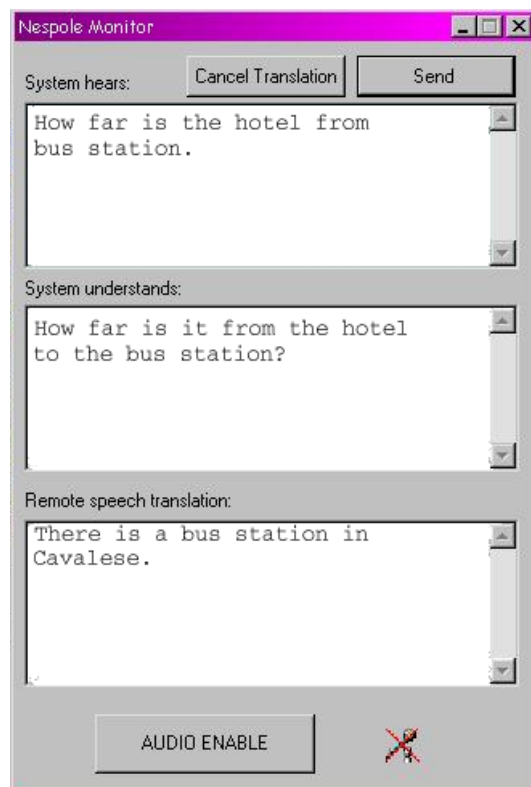 Nespole Monitor
System hears:
Cancel Translation
Send
How far is the hotel from
bus station.
System understands:
How far is it from the hotel
to the bus station?
Remote speech translation:
There is a bus station in
Cavalese.
AUDIO ENABLE